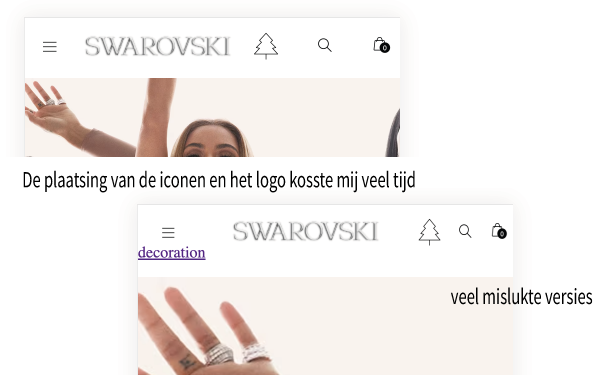 SWAROVSKI
0
De plaatsing van de iconen en het logo kosste mij veel tijd
SWAROVSKI
0
decoration
veel mislukte versies